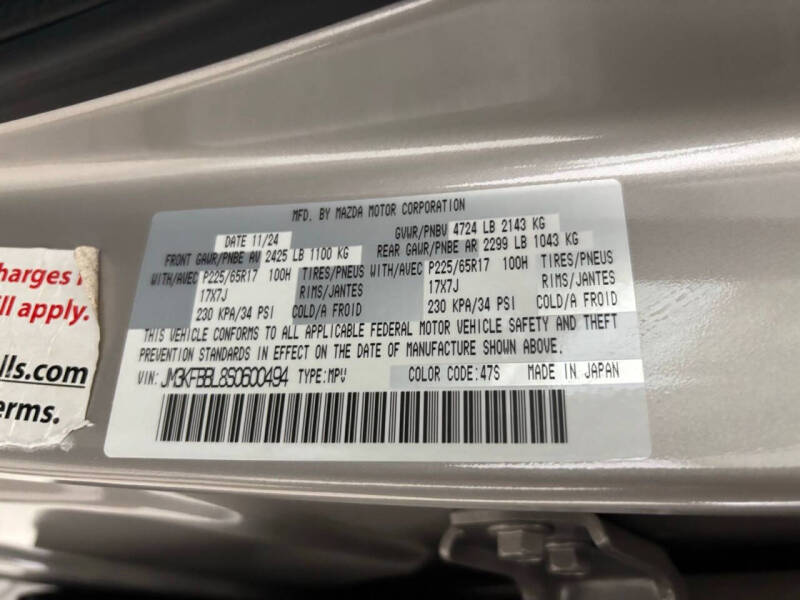 MFD. BY MAZDA MOTOR CORPORATION
DATE 11/24 GVWR/PNBV 4724 LB 2143 KG
FRONT GAWR/PNBE AV 2425 LB 1100 KG REAR GAWR/PNBE AR 2299 LB 1043 KG
WITH/AVEC P225/65R17 100H TIRES/PNEUS WITH/AVEC P225/65R17 100H TIRES/PNEUS
17X7J RIMS/JANTES 17X7J RIMS/JANTES
230 KPA/34 PSI COLD/A FROID 230 KPA/34 PSI COLD/A FROID
THIS VEHICLE CONFORMS TO ALL APPLICABLE FEDERAL MOTOR VEHICLE SAFETY AND THEFT
PREVENTION STANDARDS IN EFFECT ON THE DATE OF MANUFACTURE SHOWN ABOVE.
VIN: JM3KFBBL8S0600494 TYPE:MPV COLOR CODE:47S MADE IN JAPAN
harges
ll apply.
lls.com
erms.